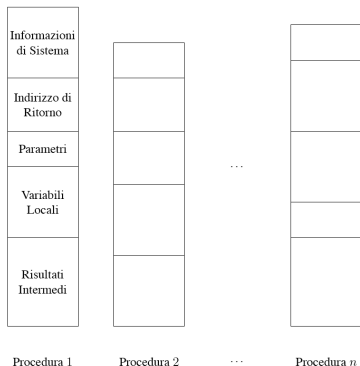 Informazioni
di Sistema
Indirizzo di
Ritorno
Parametri
...
Variabili
Locali
Risultati
Intermedi
Procedura 1 Procedura 2 ... Procedura n